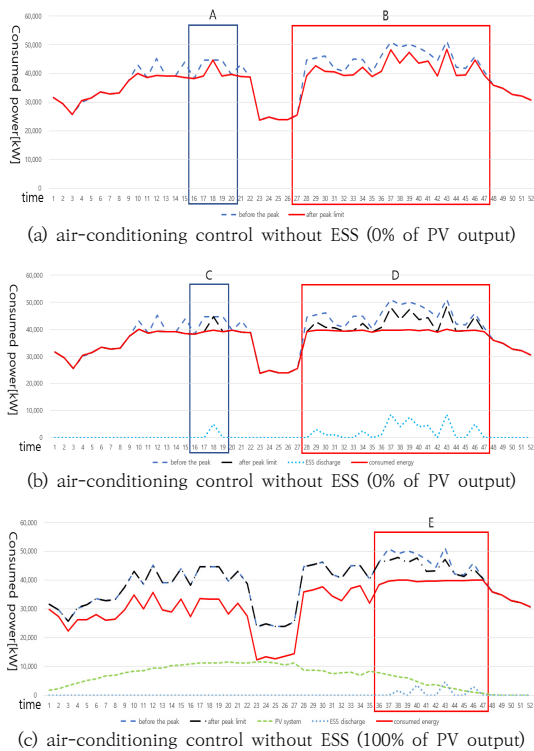 A
B
Consumed power[kW]
60,000
50,000
40,000
30,000
20,000
10,000
0
time 1 2 3 4 5 6 7 8 9 10 11 12 13 14 15 16 17 18 19 20 21 22 23 24 25 26 27 28 29 30 31 32 33 34 35 36 37 38 39 40 41 42 43 44 45 46 47 48 49 50 51 52
before the peak after peak limit
(a) air-conditioning control without ESS (0% of PV output)
C
D
Consumed power[kW]
60,000
50,000
40,000
30,000
20,000
10,000
0
time 1 2 3 4 5 6 7 8 9 10 11 12 13 14 15 16 17 18 19 20 21 22 23 24 25 26 27 28 29 30 31 32 33 34 35 36 37 38 39 40 41 42 43 44 45 46 47 48 49 50 51 52
before the peak after peak limit ESS discharge consumed energy
(b) air-conditioning control without ESS (0% of PV output)
E
Consumed power[kW]
60,000
50,000
40,000
30,000
20,000
10,000
0
time 1 2 3 4 5 6 7 8 9 10 11 12 13 14 15 16 17 18 19 20 21 22 23 24 25 26 27 28 29 30 31 32 33 34 35 36 37 38 39 40 41 42 43 44 45 46 47 48 49 50 51 52
before the peak after peak limit PV system ESS discharge consumed energy
(c) air-conditioning control without ESS (100% of PV output)